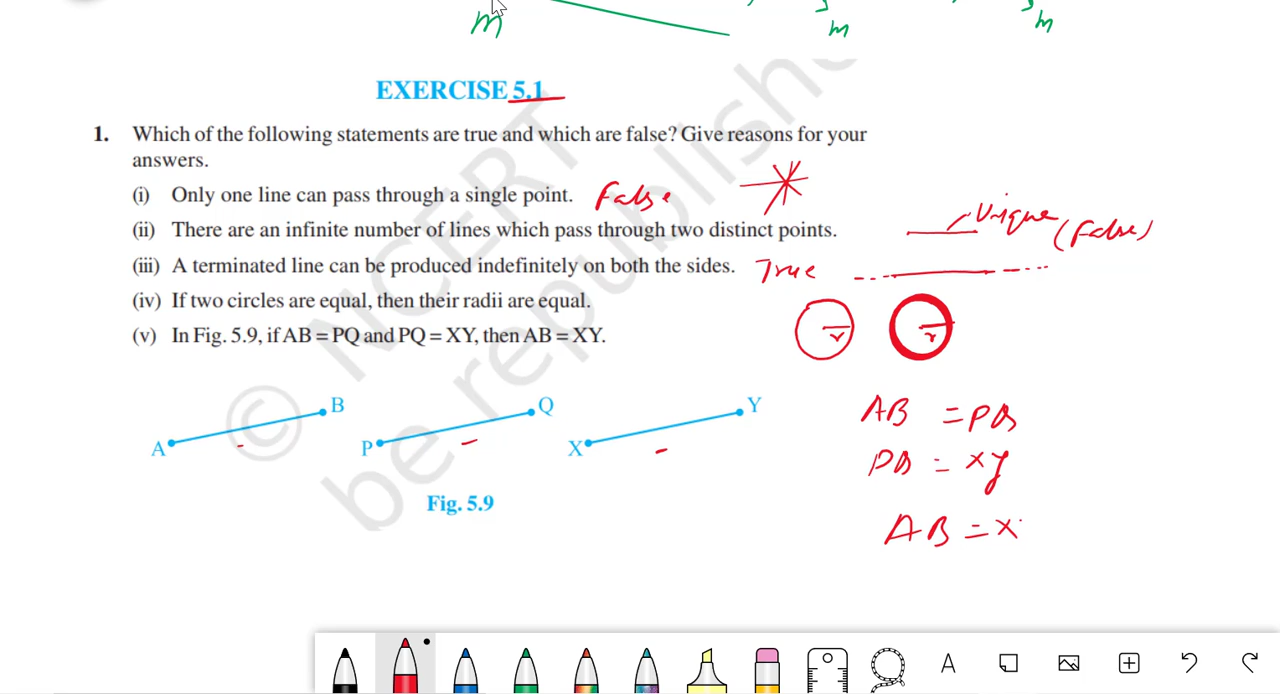 m
m
m
EXERCISE 5.1
1. Which of the following statements are true and which are false? Give reasons for your
answers.
(i) Only one line can pass through a single point. False
(ii) There are an infinite number of lines which pass through two distinct points. Unique (False)
(iii) A terminated line can be produced indefinitely on both the sides. True
(iv) If two circles are equal, then their radii are equal.
r
r
(v) In Fig. 5.9, if AB = PQ and PQ = XY, then AB = XY.
A B P Q X Y
Fig. 5.9
AB = PQ
PQ = XY
AB = X
© NCERT
be republished
A